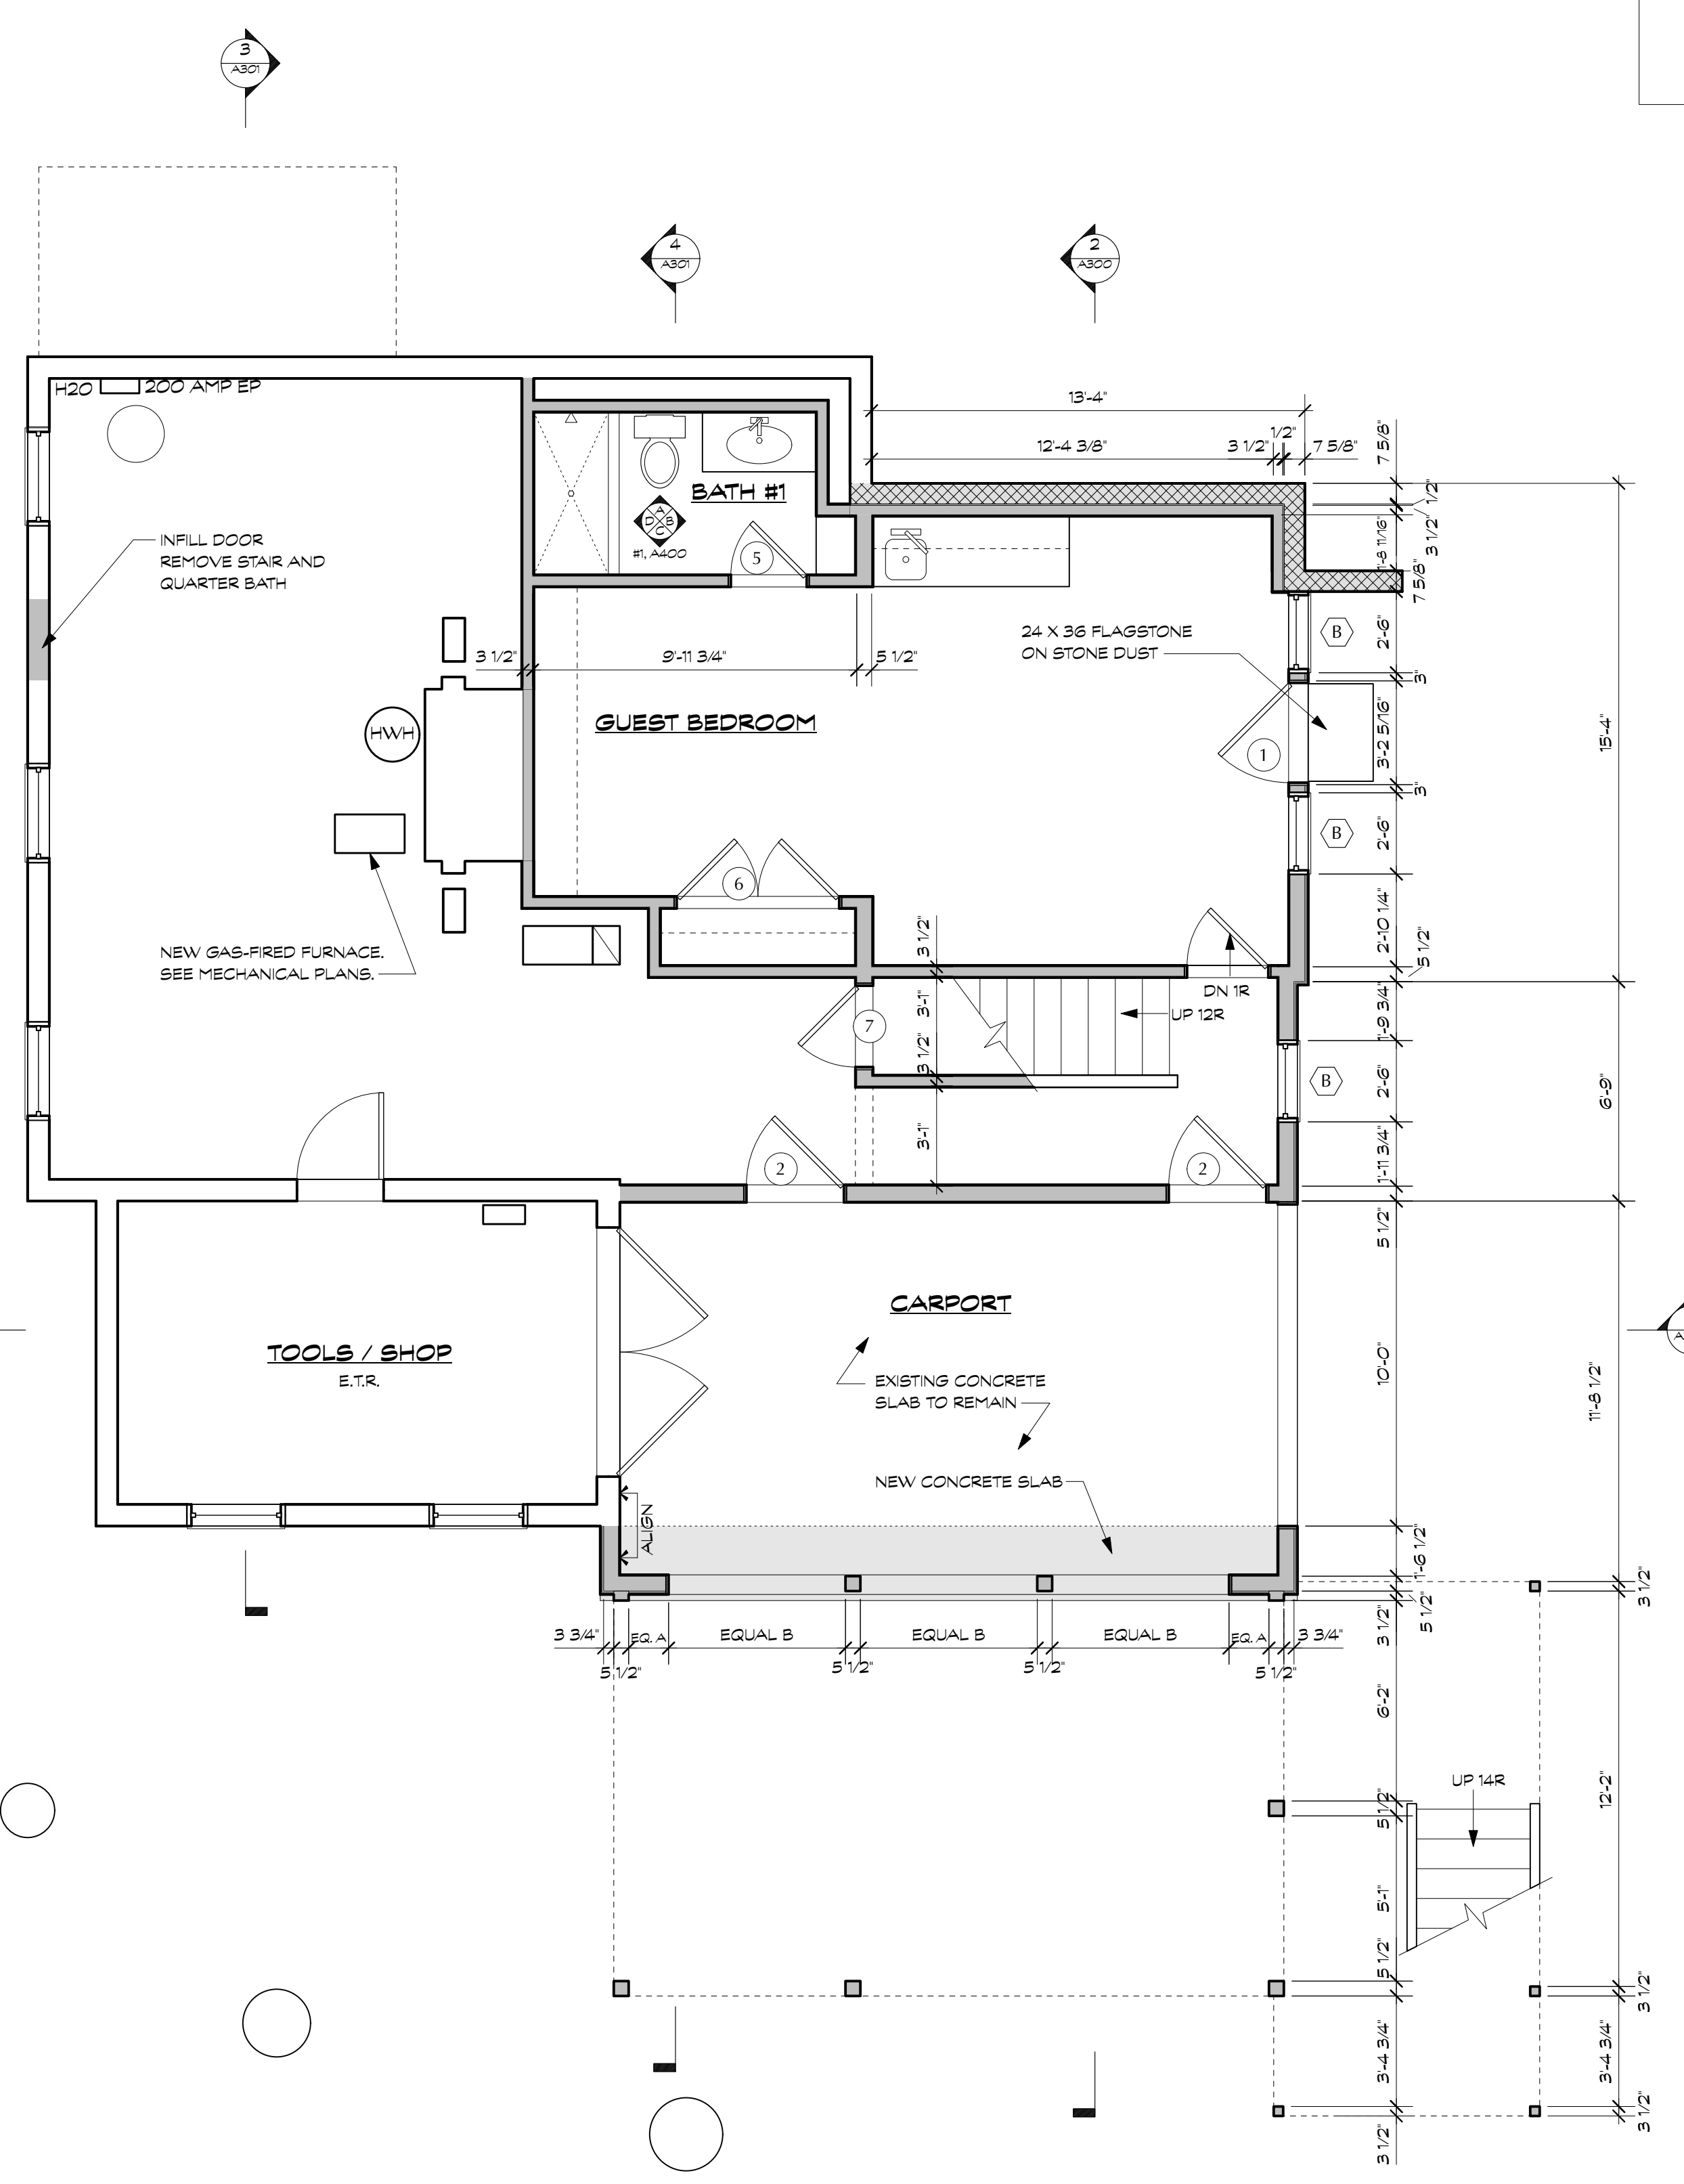 3
A301
4
A301
2
A300
H20
200 AMP EP
13'-4"
12'-4 3/8"
3 1/2"
1/2"
7 5/8"
7 5/8"
1/2"
3 1/2"
1'-8 11/16"
7 5/8"
BATH #1
A
D
B
C
#1, A400
5
INFILL DOOR
REMOVE STAIR AND
QUARTER BATH
24 X 36 FLAGSTONE
ON STONE DUST
B
2'-6"
3"
3 1/2"
9'-11 3/4"
5 1/2"
GUEST BEDROOM
HWH
1
3'-2 5/16"
15'-4"
3"
B
2'-6"
6
NEW GAS-FIRED FURNACE.
SEE MECHANICAL PLANS.
3 1/2"
2'-10 1/4"
5 1/2"
DN 1R
UP 12R
7
3'-1"
3 1/2"
1'-9 3/4"
B
2'-6"
6'-9"
3'-1"
1'-11 3/4"
2
2
5 1/2"
CARPORT
TOOLS / SHOP
E.T.R.
EXISTING CONCRETE
SLAB TO REMAIN
10'-0"
11'-8 1/2"
NEW CONCRETE SLAB
ALIGN
1'-6 1/2"
3 1/2"
5 1/2"
3 1/2"
3 3/4"
EQ. A
EQUAL B
EQUAL B
EQUAL B
EQ. A
3 3/4"
5 1/2"
5 1/2"
5 1/2"
5 1/2"
6'-2"
UP 14R
12'-2"
5 1/2"
5'-1"
5 1/2"
3 1/2"
3'-4 3/4"
3'-4 3/4"
3 1/2"
3 1/2"